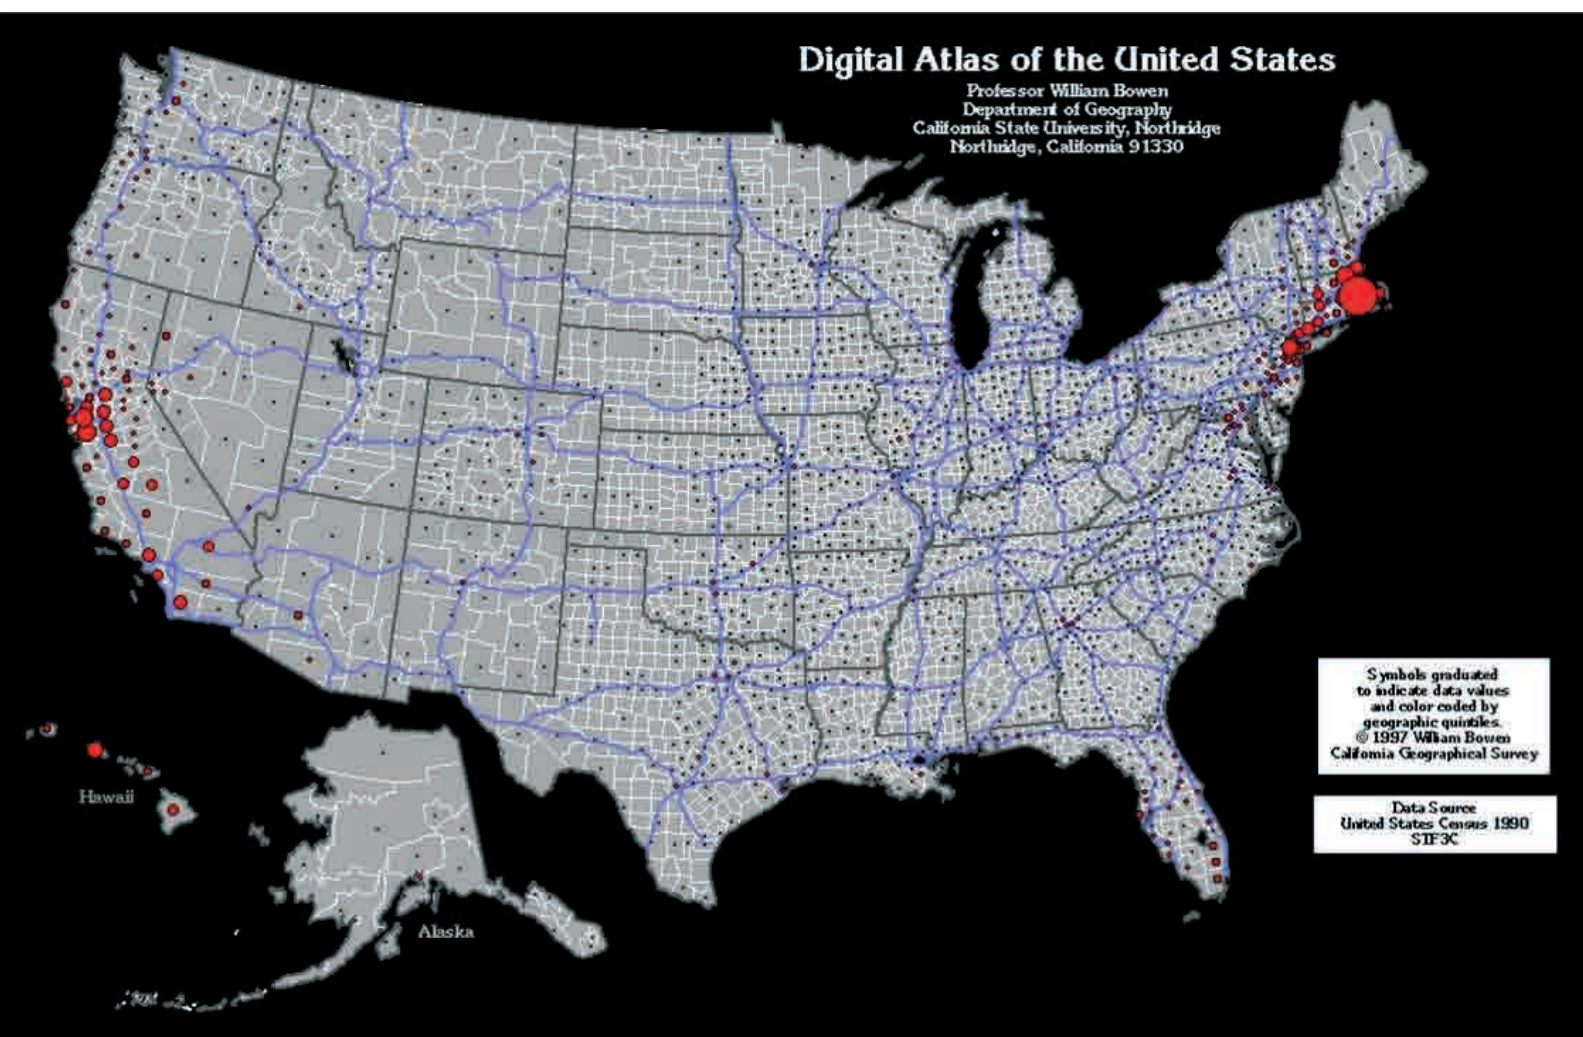 Digital Atlas of the United States
Professor William Bowen
Department of Geography
California State University, Northridge
Northridge, California 91330
Symbols graduated
to indicate data values
and color coded by
geographic quintiles.
© 1997 William Bowen
California Geographical Survey
Data Source
United States Census 1990
STF3C
Hawaii
Alaska